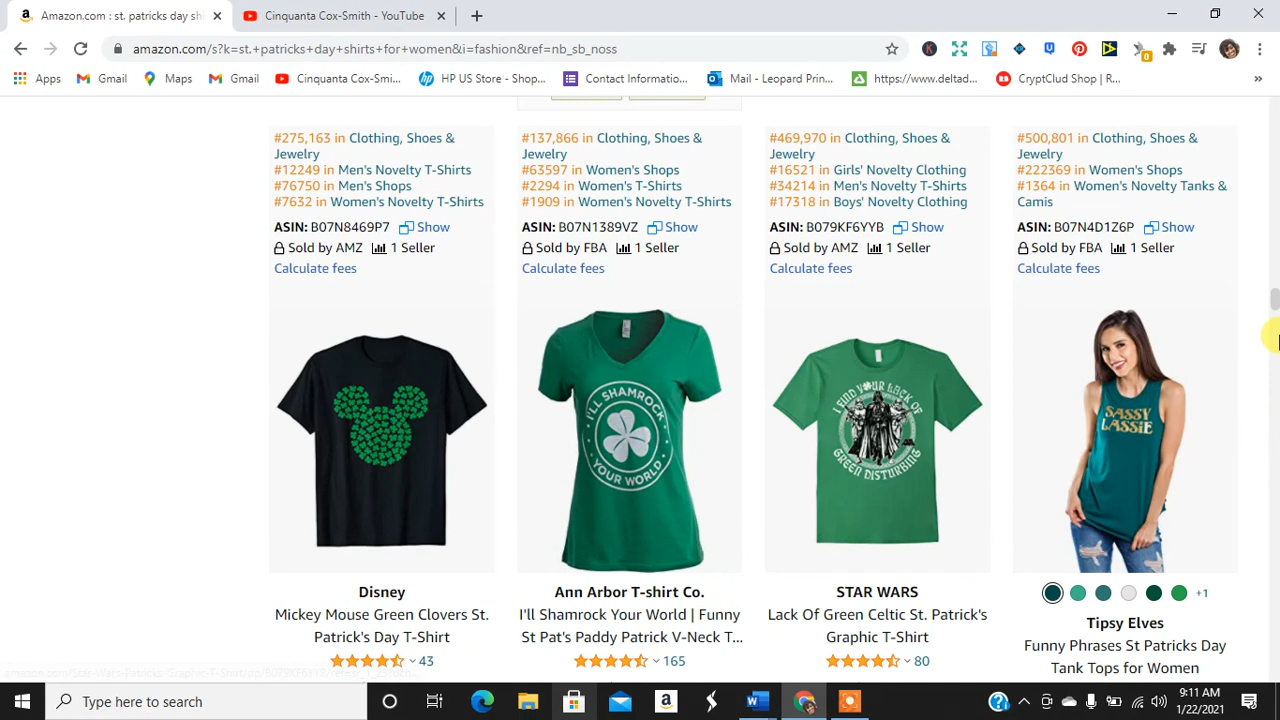 Amazon.com : st. patricks day shi
Cinquanta Cox-Smith - YouTube
amazon.com/s?k=st.+patricks+day+shirts+for+women&i=fashion&ref=nb_sb_noss
Apps
Gmail
Maps
Gmail
Cinquanta Cox-Smi...
HP US Store - Shop...
Contact Informatio...
Mail - Leopard Prin...
https://www.deltad...
CryptClud Shop | R...
»
#275,163 in Clothing, Shoes &
Jewelry
#12249 in Men's Novelty T-Shirts
#76750 in Men's Shops
#7632 in Women's Novelty T-Shirts
ASIN: B07N8469P7 Show
Sold by AMZ 1 Seller
Calculate fees
#137,866 in Clothing, Shoes &
Jewelry
#63597 in Women's Shops
#2294 in Women's T-Shirts
#1909 in Women's Novelty T-Shirts
ASIN: B07N1389VZ Show
Sold by FBA 1 Seller
Calculate fees
#469,970 in Clothing, Shoes &
Jewelry
#16521 in Girls' Novelty Clothing
#34214 in Men's Novelty T-Shirts
#17318 in Boys' Novelty Clothing
ASIN: B079KF6YYB Show
Sold by AMZ 1 Seller
Calculate fees
#500,801 in Clothing, Shoes &
Jewelry
#222369 in Women's Shops
#1364 in Women's Novelty Tanks &
Camis
ASIN: B07N4D1Z6P Show
Sold by FBA 1 Seller
Calculate fees
I'LL SHAMROCK
YOUR WORLD
I FIND YOUR LACK OF
GREEN DISTURBING
SASSY
LASSIE
Disney
Mickey Mouse Green Clovers St.
Patrick's Day T-Shirt
43
Ann Arbor T-shirt Co.
I'll Shamrock Your World | Funny
St Pat's Paddy Patrick V-Neck T...
165
STAR WARS
Lack Of Green Celtic St. Patrick's
Graphic T-Shirt
80
+1
Tipsy Elves
Funny Phrases St Patricks Day
Tank Tops for Women
Type here to search
9:11 AM
1/22/2021